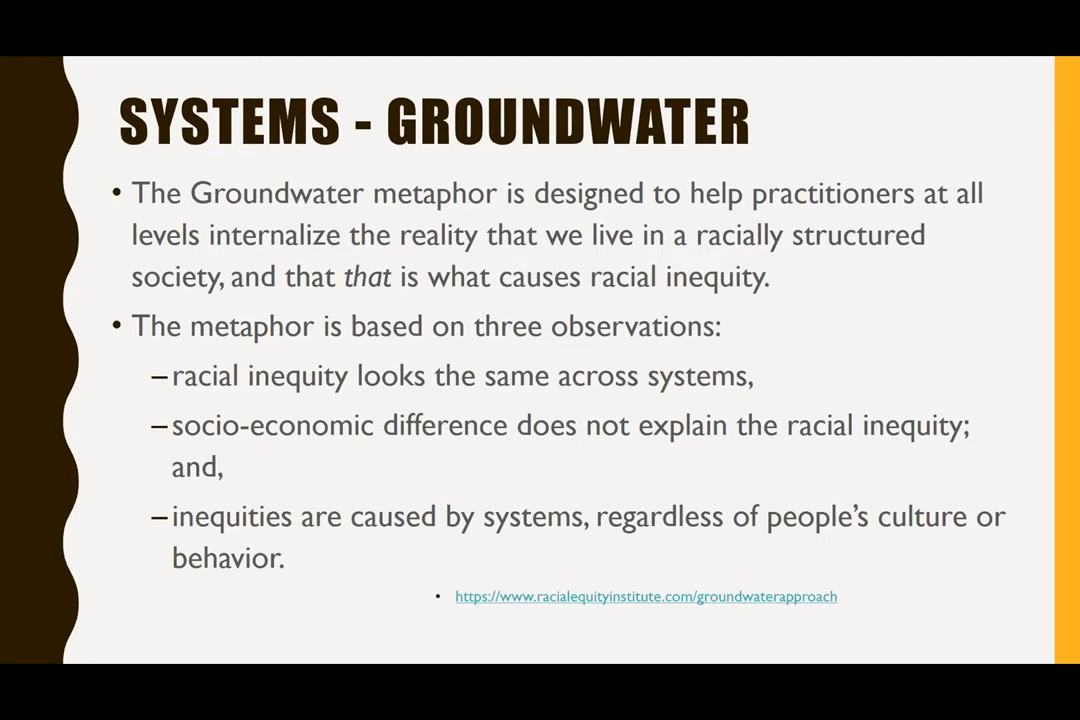 SYSTEMS - GROUNDWATER
• The Groundwater metaphor is designed to help practitioners at all
levels internalize the reality that we live in a racially structured
society, and that that is what causes racial inequity.
• The metaphor is based on three observations:
–racial inequity looks the same across systems,
–socio-economic difference does not explain the racial inequity;
and,
–inequities are caused by systems, regardless of people’s culture or
behavior.
• https://www.racialequityinstitute.com/groundwaterapproach